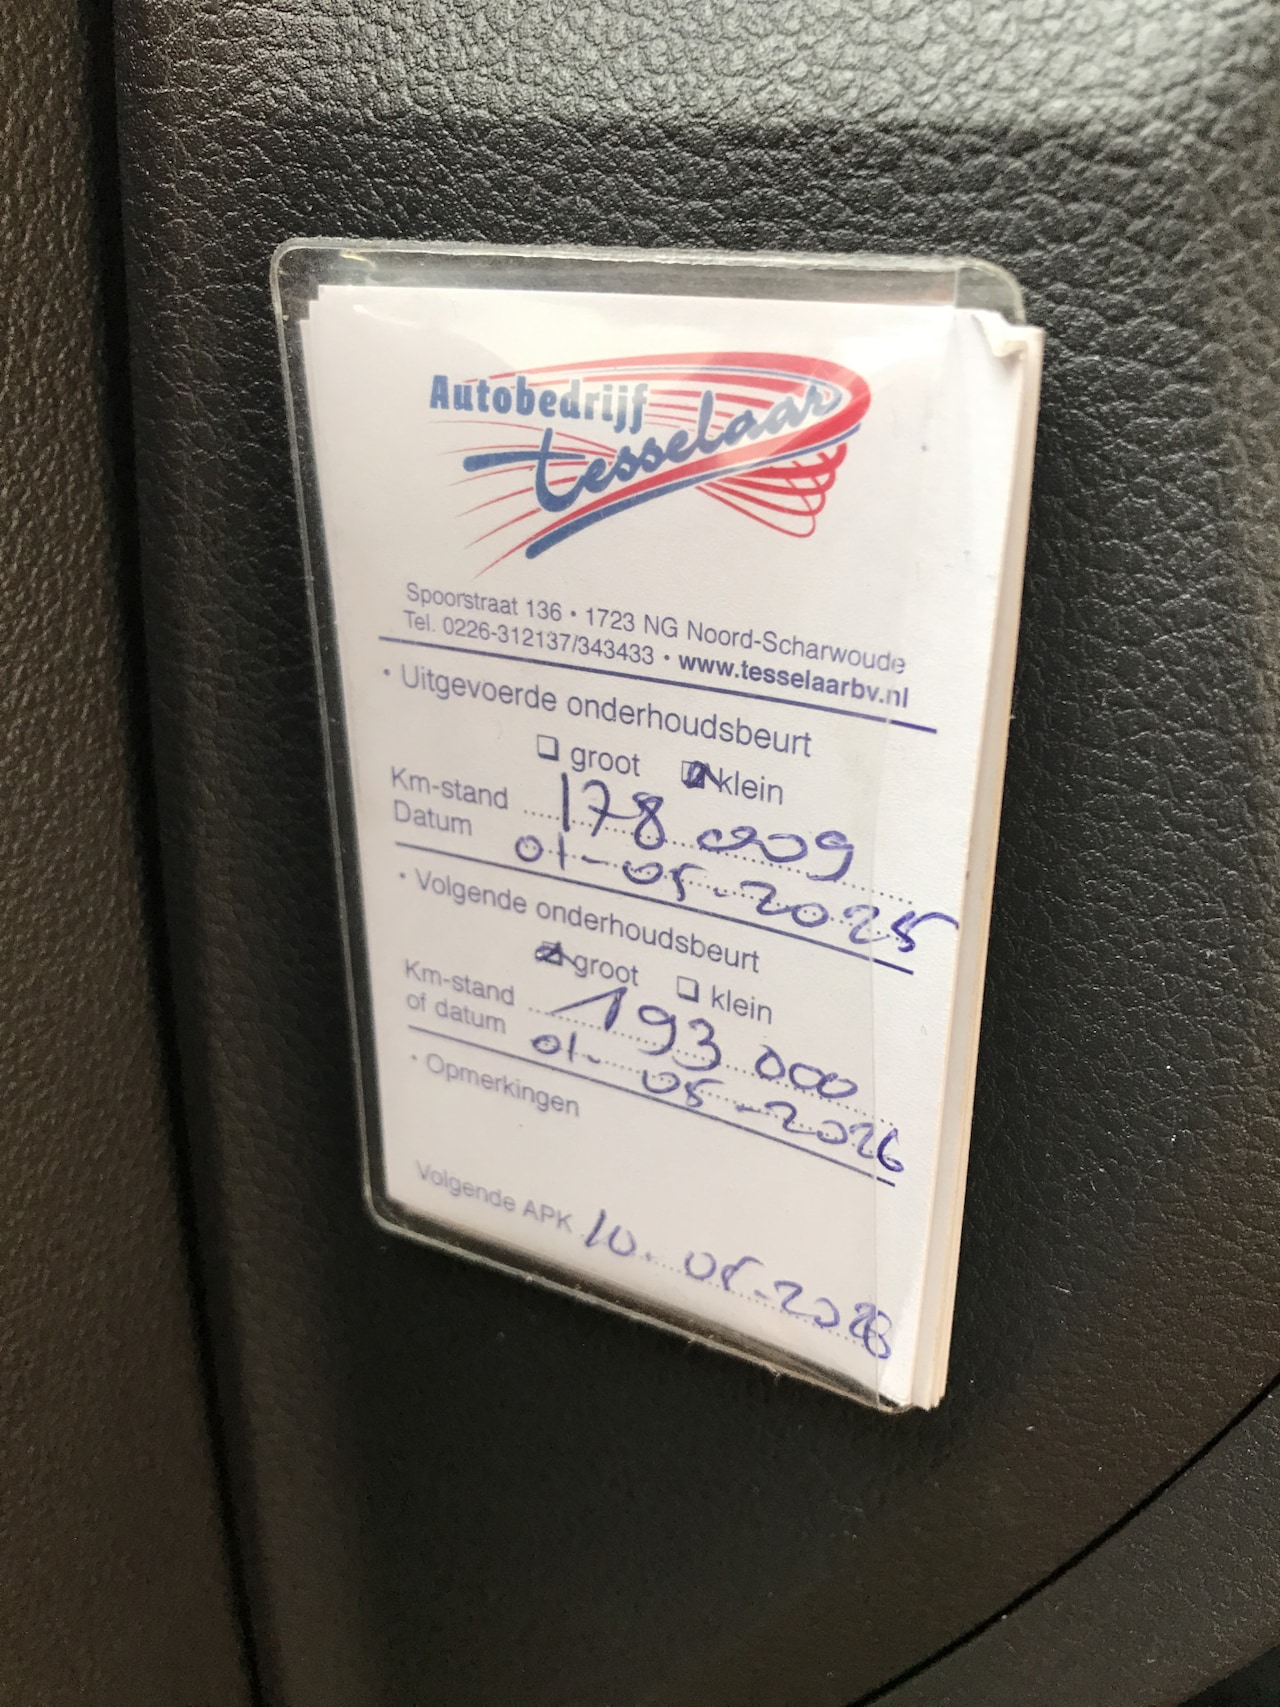 Autobedrijf
Tesselaar
Spoorstraat 136 • 1723 NG Noord-Scharwoude
Tel. 0226-312137/343433 • www.tesselaarbv.nl
• Uitgevoerde onderhoudsbeurt
❑ groot ☒ klein
Km-stand 178 009
Datum 01-05-2025
• Volgende onderhoudsbeurt
☒ groot ❑ klein
Km-stand 193 000
of datum 01-05-2026
• Opmerkingen
Volgende APK 10-05-